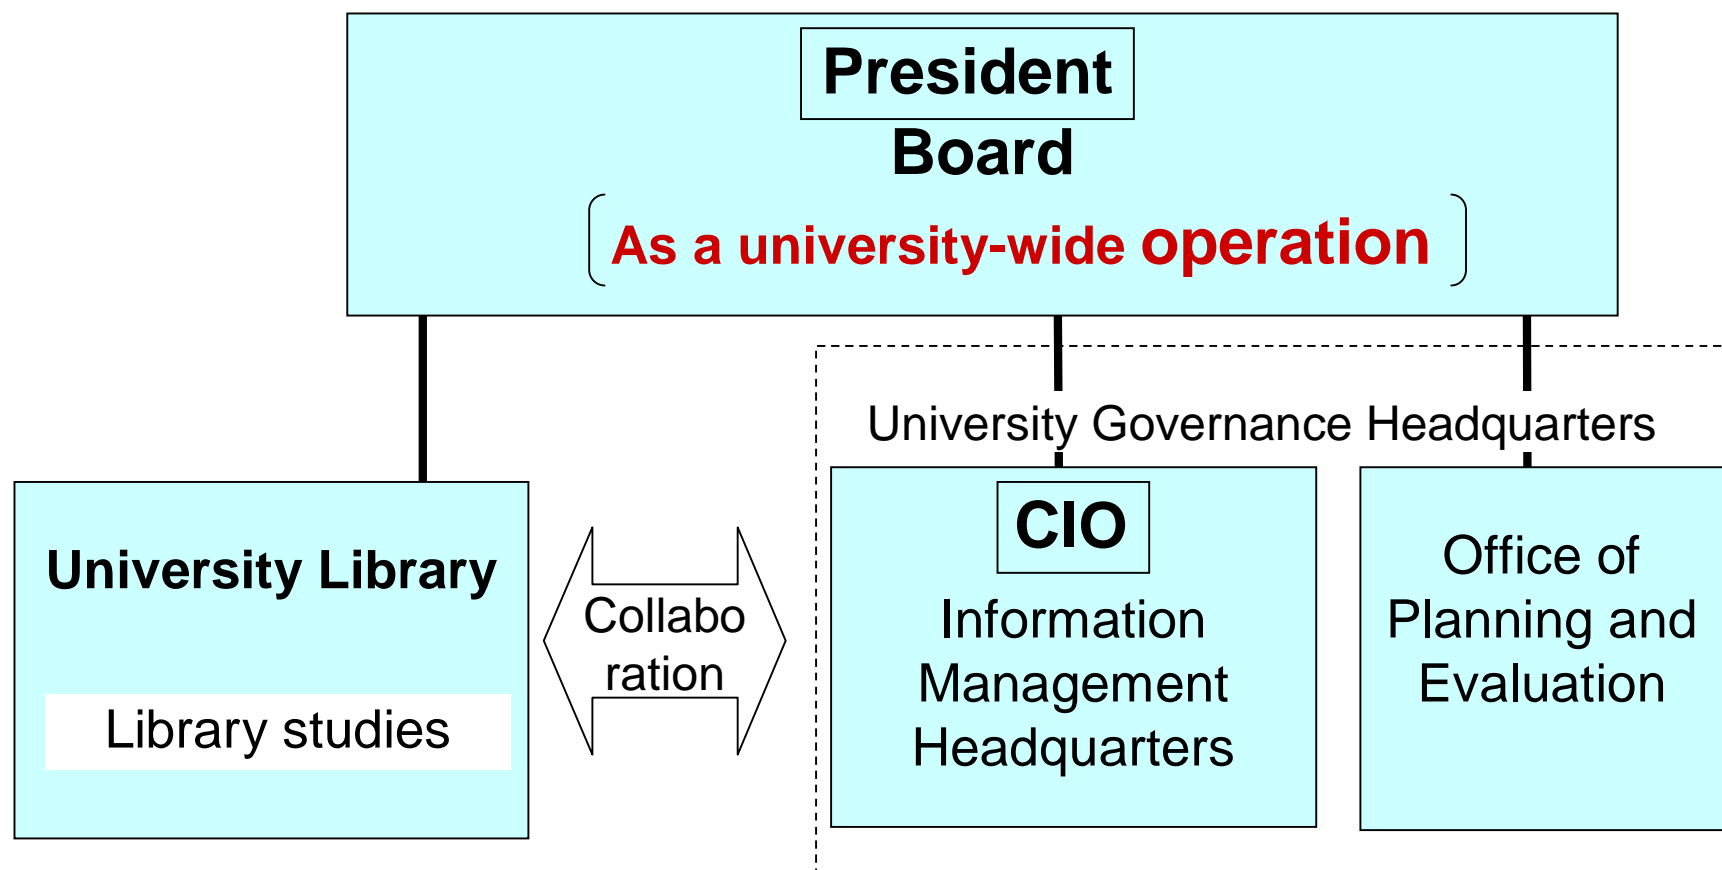 President
Board
As a university-wide operation
University Governance Headquarters
University Library
Library studies
Collabo
ration
CIO
Information
Management
Headquarters
Office of
Planning and
Evaluation